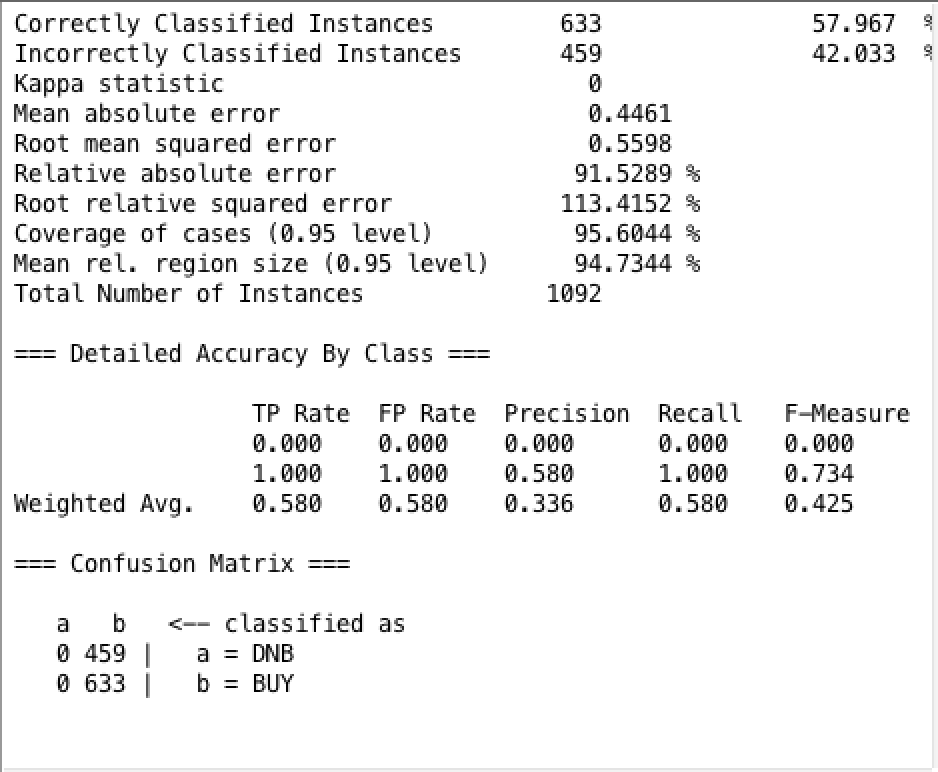 Correctly Classified Instances 633 57.967 %
Incorrectly Classified Instances 459 42.033 %
Kappa statistic 0
Mean absolute error 0.4461
Root mean squared error 0.5598
Relative absolute error 91.5289 %
Root relative squared error 113.4152 %
Coverage of cases (0.95 level) 95.6044 %
Mean rel. region size (0.95 level) 94.7344 %
Total Number of Instances 1092
=== Detailed Accuracy By Class ===
TP Rate FP Rate Precision Recall F-Measure
0.000 0.000 0.000 0.000 0.000
1.000 1.000 0.580 1.000 0.734
Weighted Avg. 0.580 0.580 0.336 0.580 0.425
=== Confusion Matrix ===
a b <-- classified as
0 459 | a = DNB
0 633 | b = BUY